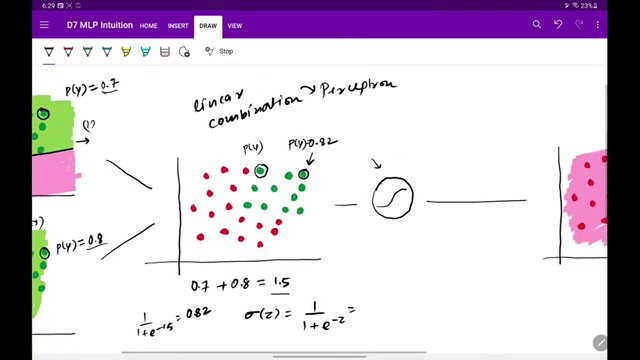 6:29
D7 MLP Intuition HOME INSERT DRAW VIEW
Stop
P(Y) = 0.7
linear
combination → Perceptron
P(Y) P(Y)=0.82
P(Y) = 0.8
0.7 + 0.8 = 1.5
1/(1+e^-1.5) = 0.82 σ(z) = 1/(1+e^-z) =